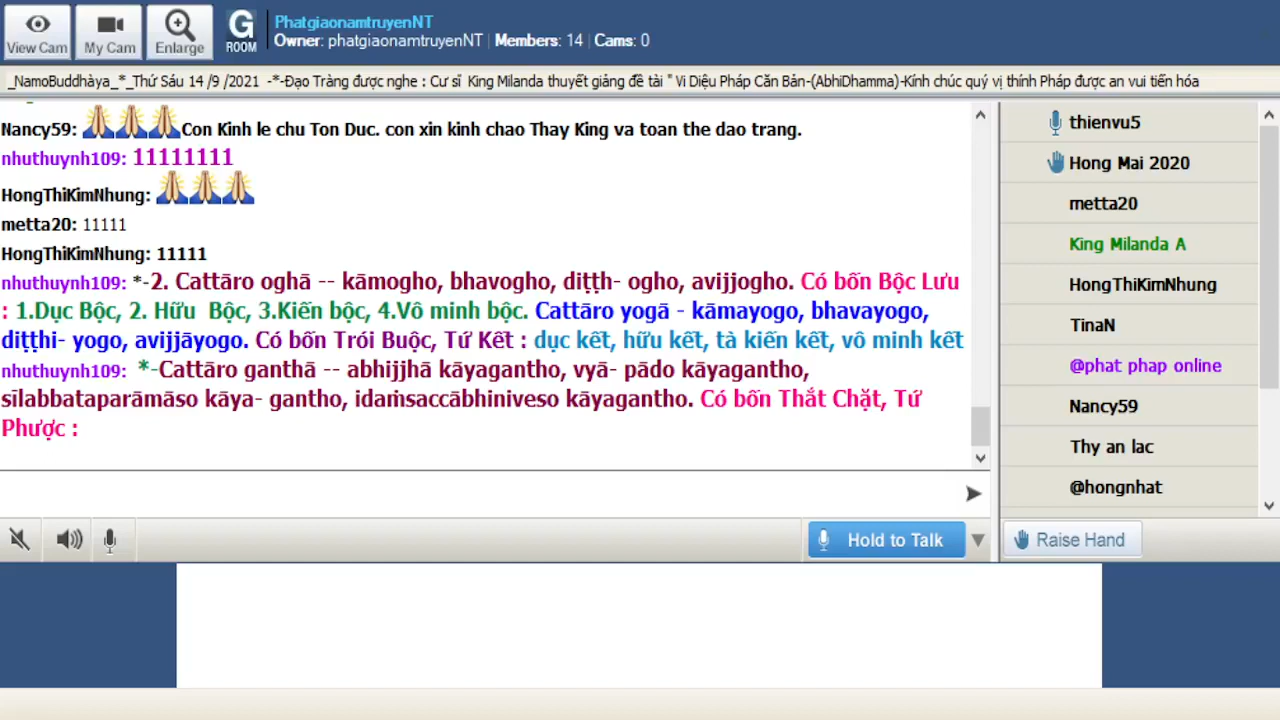 View Cam
My Cam
Enlarge
G
ROOM
PhatgiaonamtruyenNT
Owner: phatgiaonamtruyenNT | Members: 14 | Cams: 0
_NamoBuddhàya_*_Thứ Sáu 14 /9 /2021 -*-Đạo Tràng được nghe : Cư sĩ King Milanda thuyết giảng đề tài " Vi Diệu Pháp Căn Bản-(AbhiDhamma)-Kính chúc quý vị thính Pháp được an vui tiến hóa
Nancy59: 🙏🙏🙏Con Kinh le chu Ton Duc. con xin kinh chao Thay King va toan the dao trang.
nhuthuynh109: 11111111
HongThiKimNhung: 🙏🙏🙏
metta20: 11111
HongThiKimNhung: 11111
nhuthuynh109: *-2. Cattāro oghā -- kāmogho, bhavogho, diṭṭh- ogho, avijjogho. Có bốn Bộc Lưu
: 1.Dục Bộc, 2. Hữu Bộc, 3.Kiến bộc, 4.Vô minh bộc. Cattāro yogā - kāmayogo, bhavayogo,
diṭṭhi- yogo, avijjāyogo. Có bốn Trói Buộc, Tứ Kết : dục kết, hữu kết, tà kiến kết, vô minh kết
nhuthuynh109: *-Cattāro ganthā -- abhijjhā kāyagantho, vyā- pādo kāyagantho,
sīlabbataparāmāso kāya- gantho, idaṁsaccābhiniveso kāyagantho. Có bốn Thắt Chặt, Tứ
Phược :
thienvu5
Hong Mai 2020
metta20
King Milanda A
HongThiKimNhung
TinaN
@phat phap online
Nancy59
Thy an lac
@hongnhat
Hold to Talk
Raise Hand